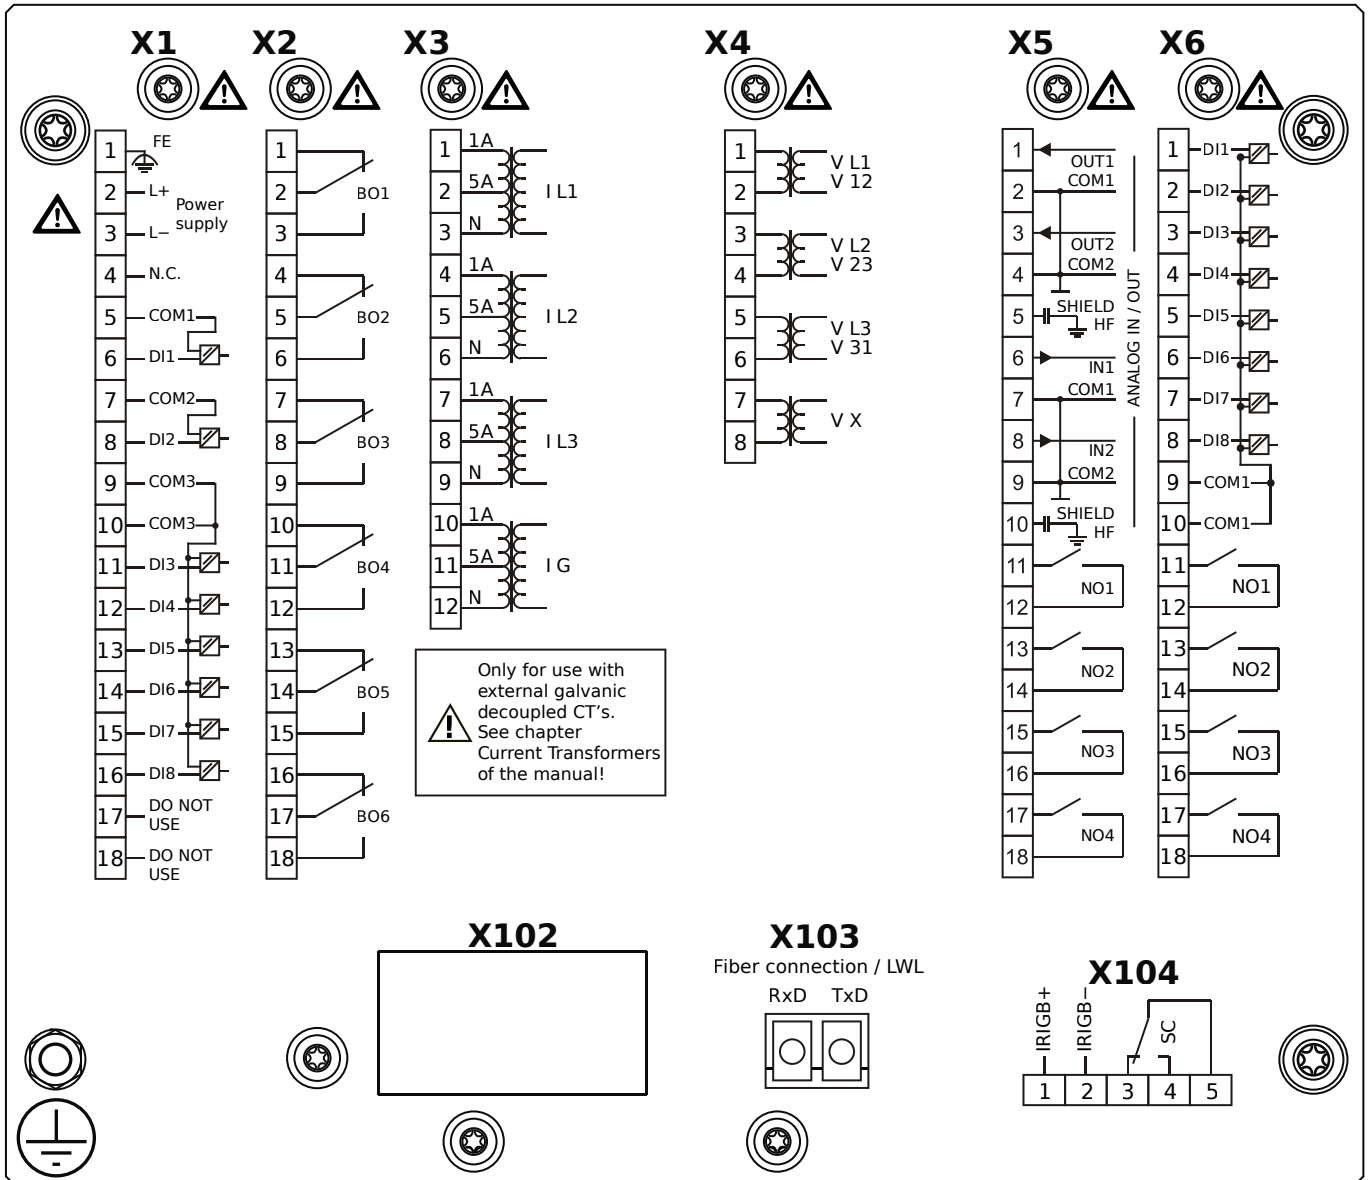 X1
X2
X3
X4
X5
X6
1
FE
2
L+
Power
supply
3
L−
4
N.C.
5
COM1
6
DI1
7
COM2
8
DI2
9
COM3
10
COM3
11
DI3
12
DI4
13
DI5
14
DI6
15
DI7
16
DI8
17
DO NOT
USE
18
DO NOT
USE
1
2
BO1
3
4
5
BO2
6
7
8
BO3
9
10
11
BO4
12
13
14
BO5
15
16
17
BO6
18
1
1A
2
5A
I L1
3
N
4
1A
5
5A
I L2
6
N
7
1A
8
5A
I L3
9
N
10
1A
11
5A
I G
12
N
Only for use with
external galvanic
decoupled CT's.
See chapter
Current Transformers
of the manual!
1
2
V L1
V 12
3
4
V L2
V 23
5
6
V L3
V 31
7
8
V X
1
OUT1
2
COM1
3
OUT2
4
COM2
5
SHIELD
HF
6
IN1
7
COM1
8
IN2
9
COM2
10
SHIELD
HF
ANALOG IN / OUT
11
NO1
12
13
NO2
14
15
NO3
16
17
NO4
18
1
DI1
2
DI2
3
DI3
4
DI4
5
DI5
6
DI6
7
DI7
8
DI8
9
COM1
10
COM1
11
NO1
12
13
NO2
14
15
NO3
16
17
NO4
18
X102
X103
Fiber connection / LWL
RxD TxD
X104
IRIGB+
IRIGB−
SC
1 2 3 4 5